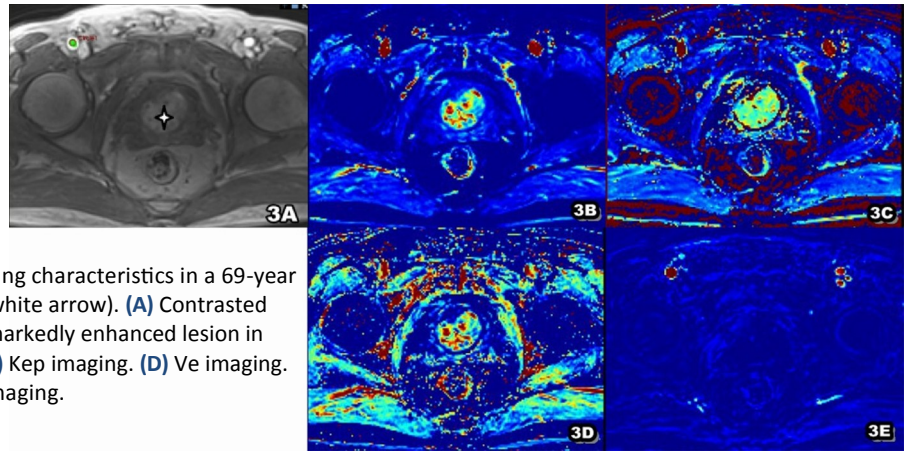 3A
3B
3C
ng characteristics in a 69-year
white arrow). (A) Contrasted
markedly enhanced lesion in
) Kep imaging. (D) Ve imaging.
naging.
3D
3E